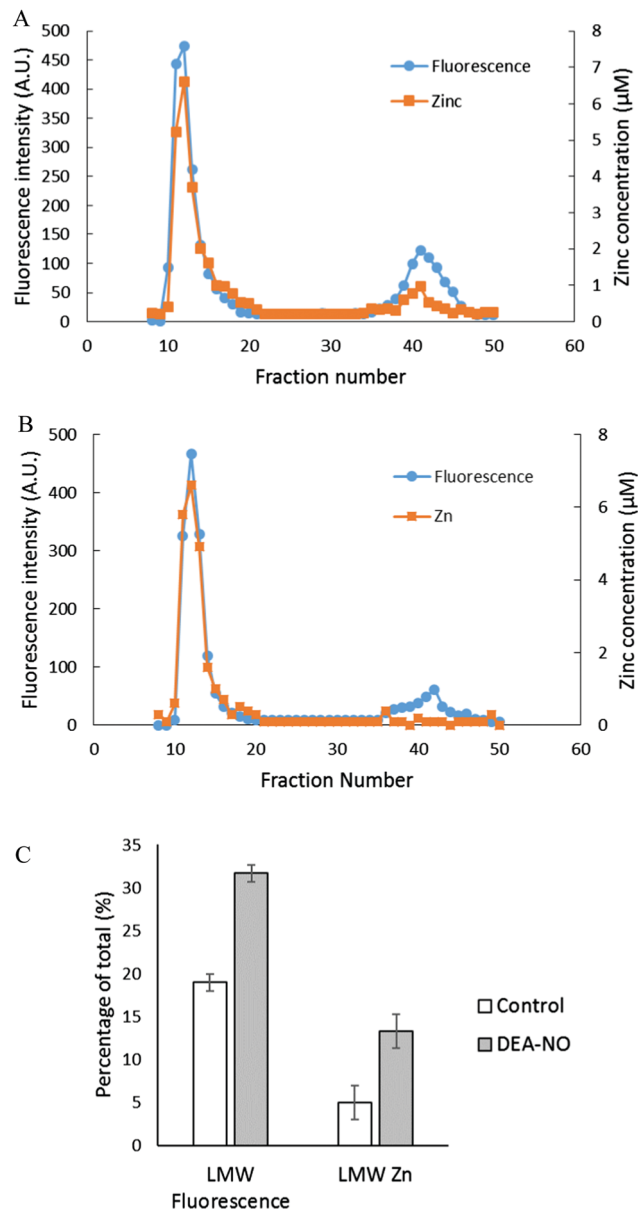 A
Fluorescence intensity (A.U.)
500
450
400
350
300
250
200
150
100
50
0
Fluorescence
Zinc
8
7
6
5
4
3
2
1
0
Zinc concentration (µM)
0 10 20 30 40 50 60
Fraction number
B
Fluorescence intensity (A.U.)
500
400
300
200
100
0
Fluorescence
Zn
8
6
4
2
0
Zinc concentration (µM)
0 10 20 30 40 50 60
Fraction Number
C
Percentage of total (%)
35
30
25
20
15
10
5
0
Control
DEA-NO
LMW LMW Zn
Fluorescence